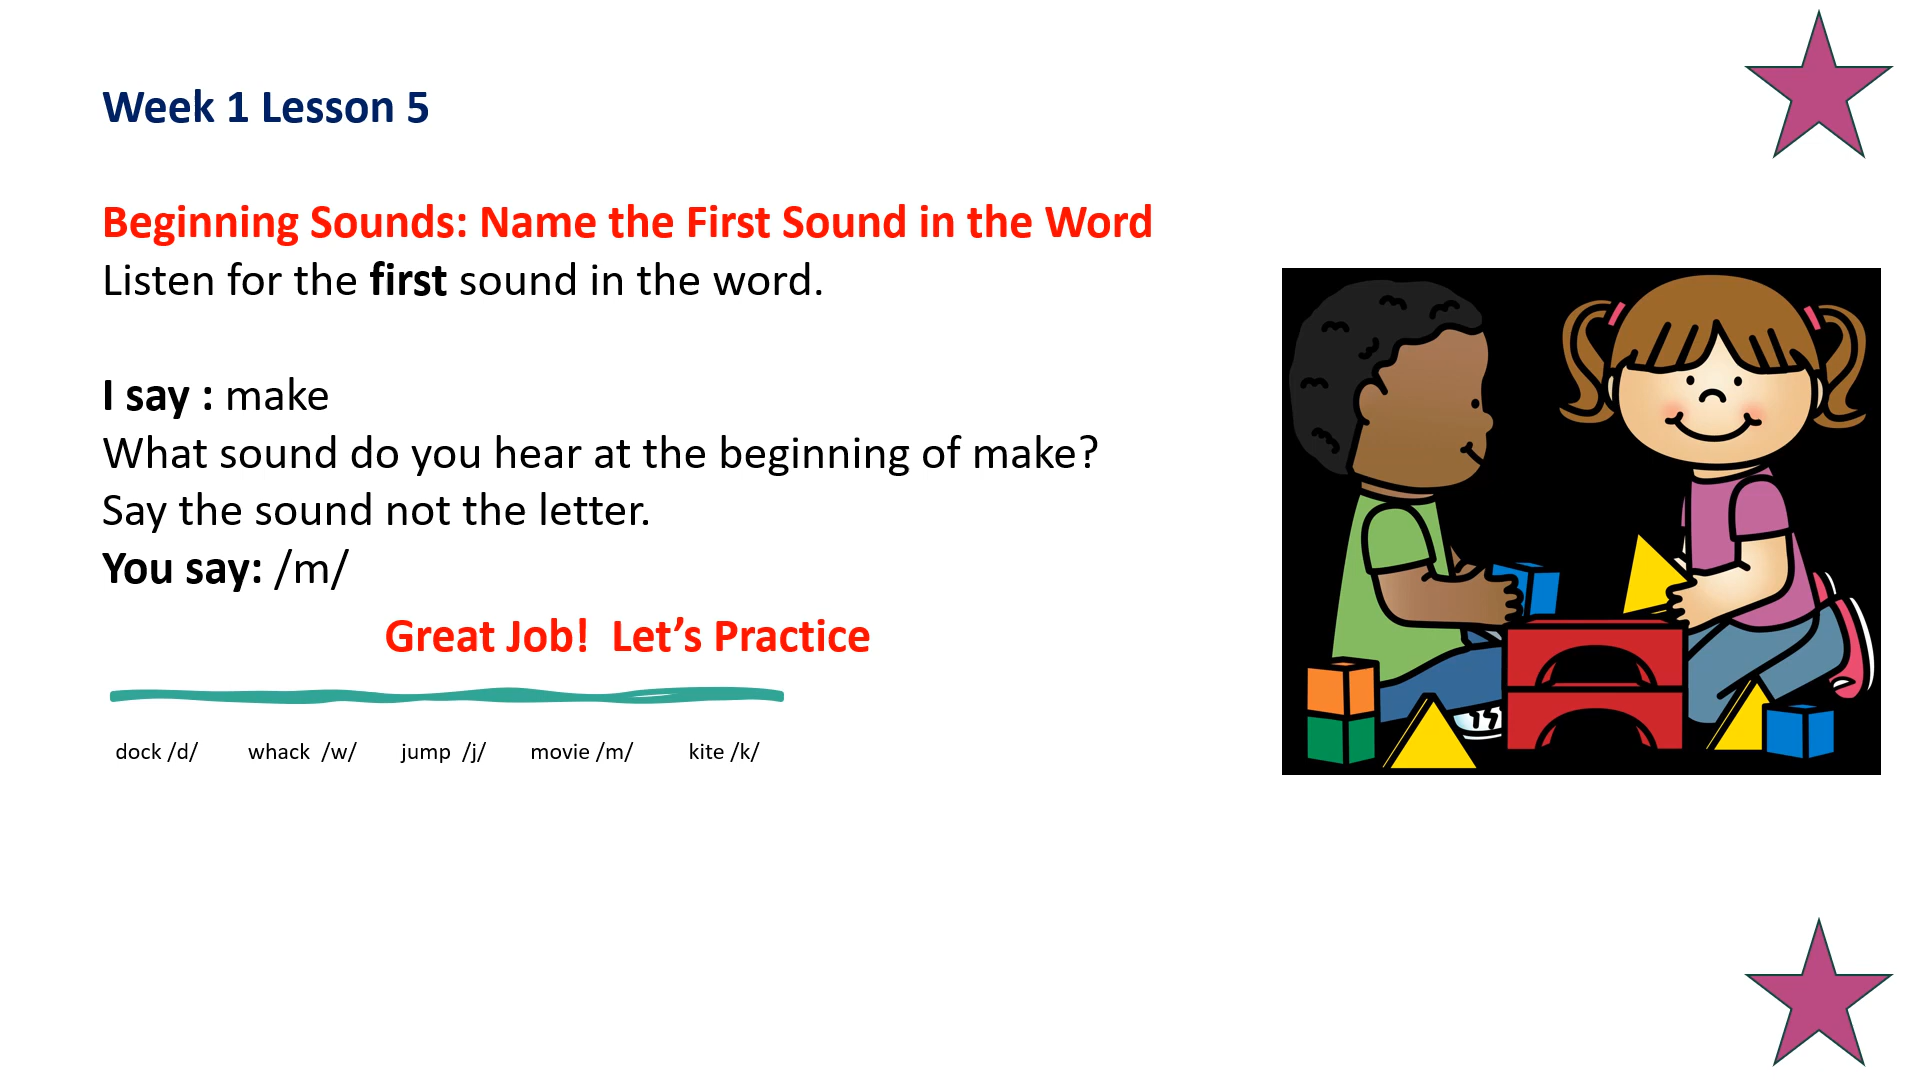 Week 1 Lesson 5
Beginning Sounds: Name the First Sound in the Word
Listen for the first sound in the word.
I say : make
What sound do you hear at the beginning of make?
Say the sound not the letter.
You say: /m/
Great Job!  Let’s Practice
dock /d/ whack /w/ jump /j/ movie /m/ kite /k/